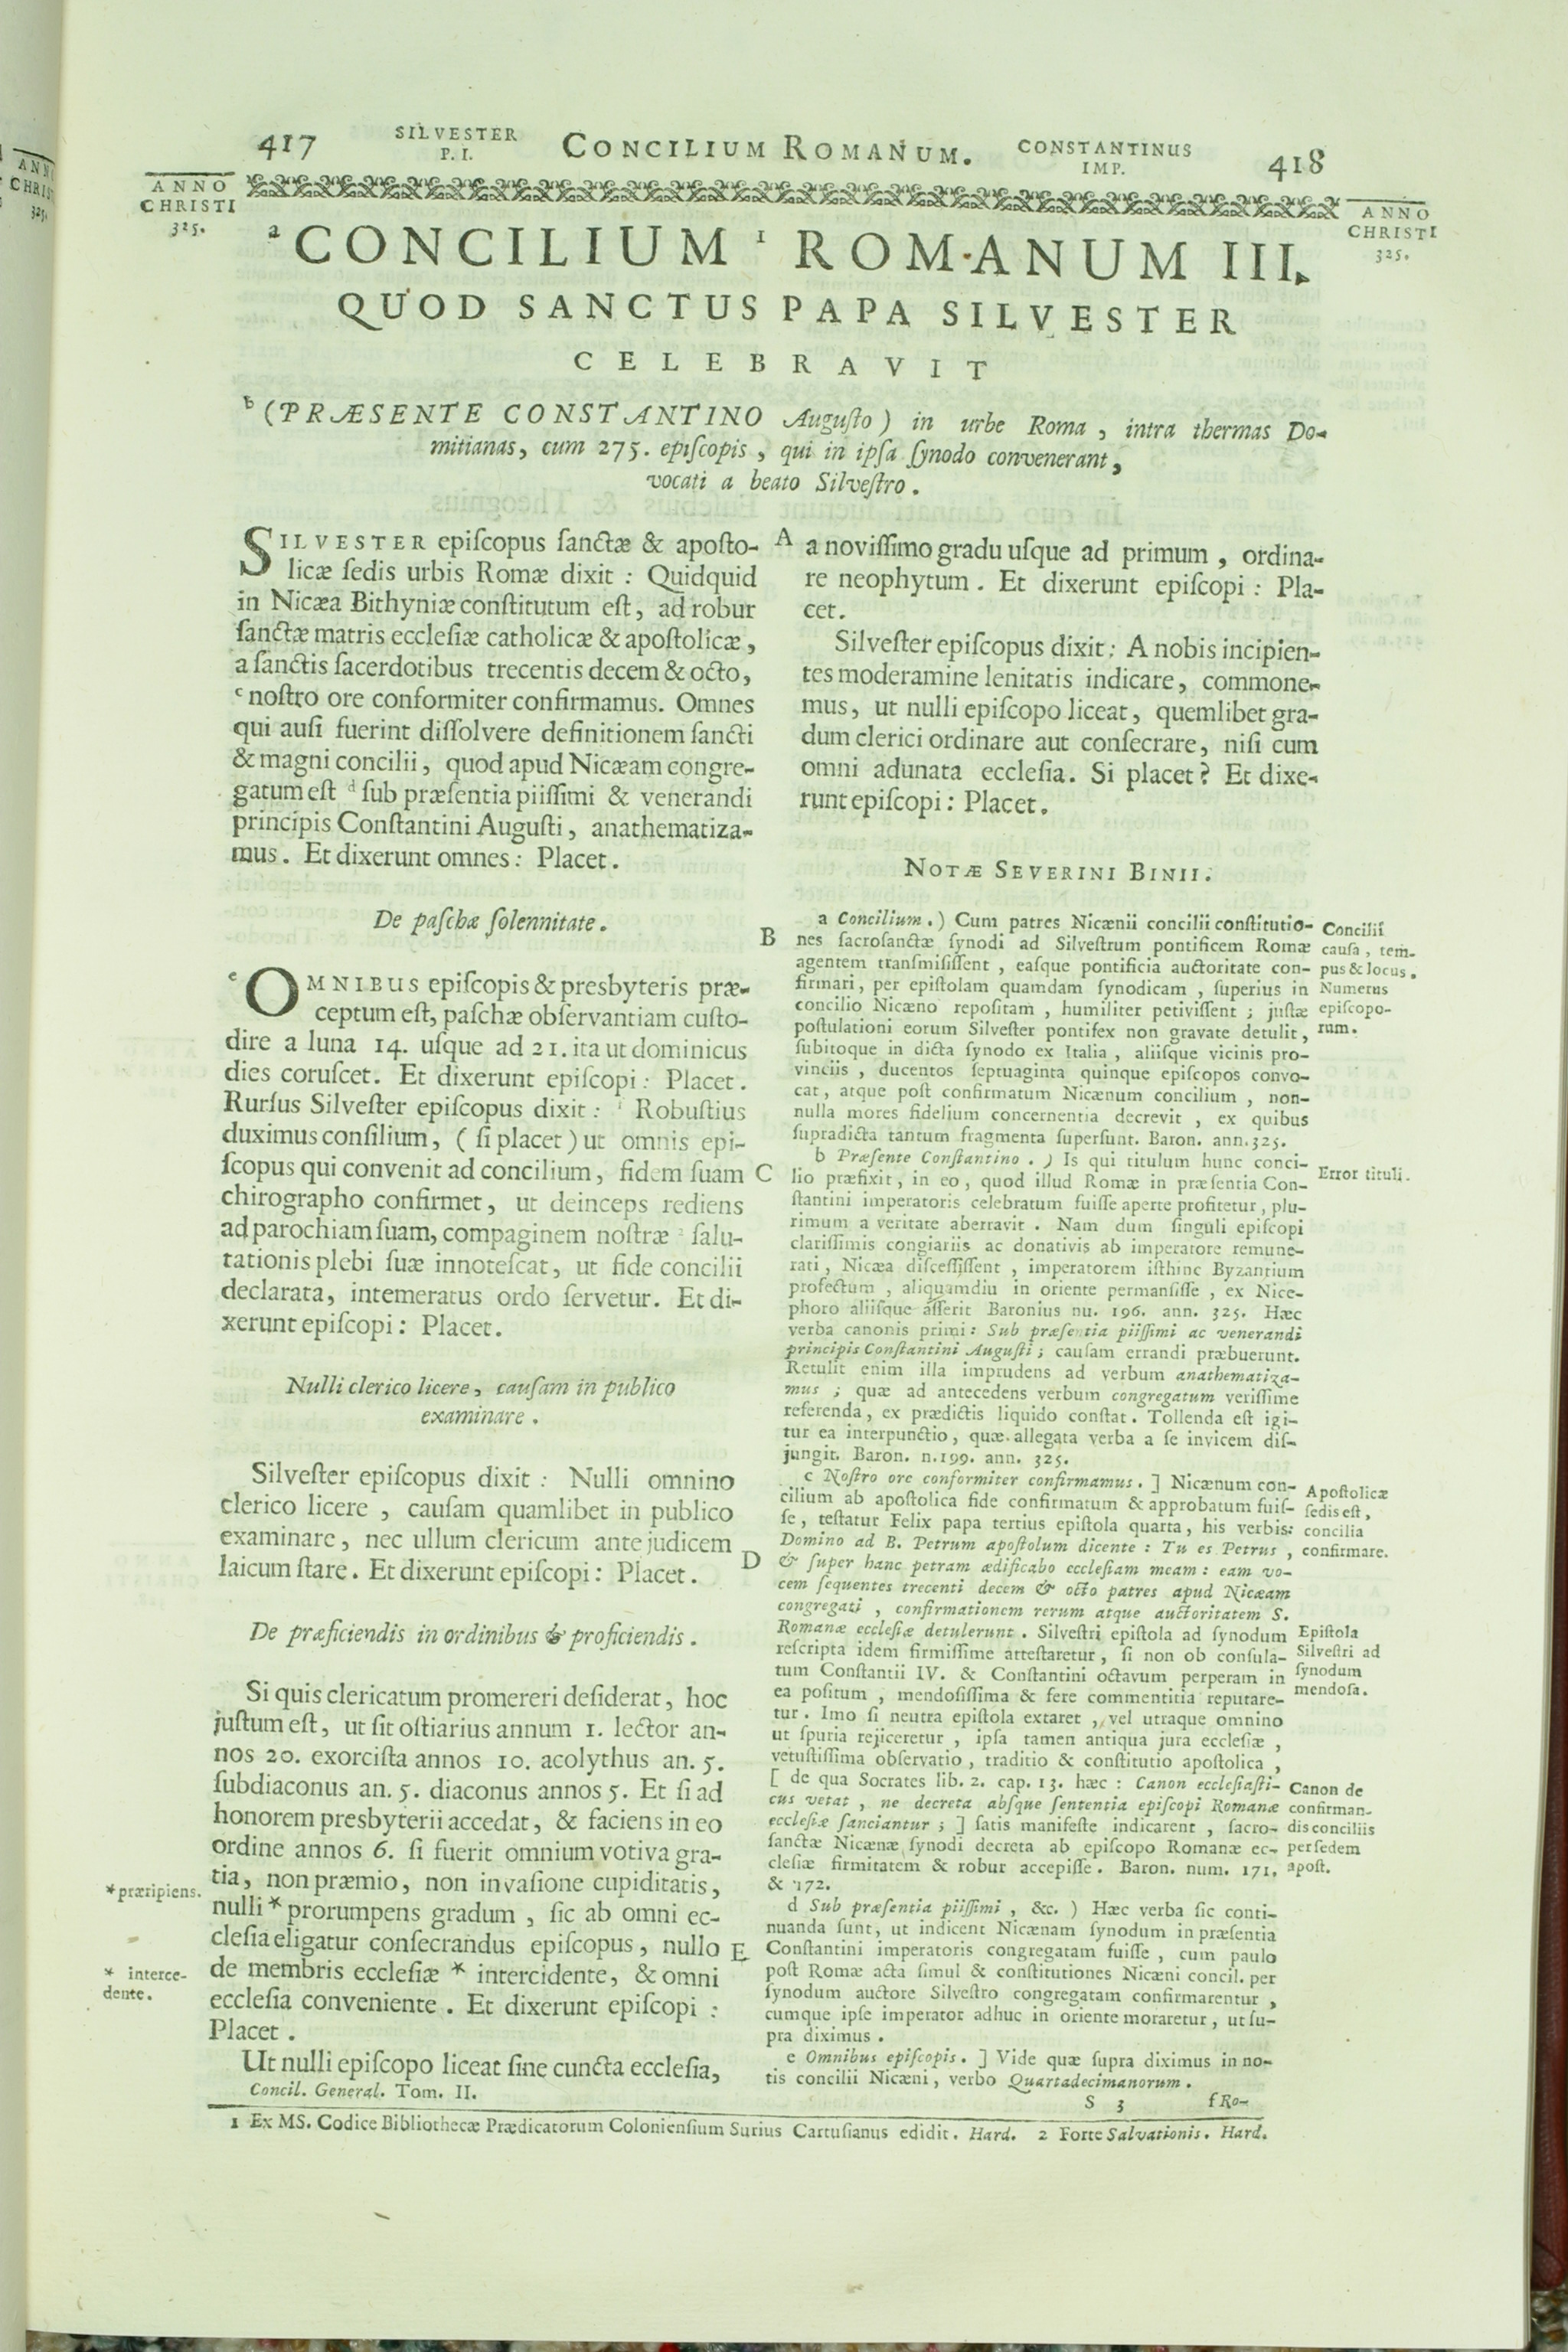 417 SILVESTER P. I. CONCILIUM ROMANUM. CONSTANTINUS IMP. 418
ANNO
CHRISTI
325.
ANNO
CHRISTI
325.
a CONCILIUM 1 ROMANUM III.
QUOD SANCTUS PAPA SILVESTER
CELEBRAVIT
b (PRÆSENTE CONSTANTINO Augusto) in urbe Roma, intra thermas Do-
mitianas, cum 275. episcopis, qui in ipsa synodo convenerant,
vocati a beato Silvestro.
SILVESTER episcopus sanctæ & aposto-
licæ sedis urbis Romæ dixit: Quidquid
in Nicæa Bithyniæ constitutum est, ad robur
sanctæ matris ecclesiæ catholicæ & apostolicæ,
a sanctis sacerdotibus trecentis decem & octo,
c nostro ore conformiter confirmamus. Omnes
qui ausi fuerint dissolvere definitionem sancti
& magni concilii, quod apud Nicæam congre-
gatum est d sub præsentia piissimi & venerandi
principis Constantini Augusti, anathematiza-
mus. Et dixerunt omnes: Placet.
De paschæ solennitate.
e OMNIBUS episcopis & presbyteris præ-
ceptum est, paschæ observantiam custo-
dire a luna 14. usque ad 21. ita ut dominicus
dies coruscet. Et dixerunt episcopi: Placet.
Rursus Silvester episcopus dixit: f Robustius
duximus consilium, (si placet) ut omnis epi-
scopus qui convenit ad concilium, fidem suam
chirographo confirmet, ut deinceps rediens
ad parochiam suam, compaginem nostræ 2 salu-
tationis plebi suæ innotescat, ut fide concilii
declarata, intemeratus ordo servetur. Et di-
xerunt episcopi: Placet.
Nulli clerico licere, causam in publico
examinare.
Silvester episcopus dixit: Nulli omnino
clerico licere, causam quamlibet in publico
examinare, nec ullum clericum ante judicem
laicum stare. Et dixerunt episcopi: Placet.
De præficiendis in ordinibus & proficiendis.
Si quis clericatum promereri desiderat, hoc
justum est, ut sit ostiarius annum 1. lector an-
nos 20. exorcista annos 10. acolythus an. 5.
subdiaconus an. 5. diaconus annos 5. Et si ad
honorem presbyterii accedat, & faciens in eo
ordine annos 6. si fuerit omnium votiva gra-
tia, non præmio, non invasione cupiditatis,
nulli * prorumpens gradum, sic ab omni ec-
clesia eligatur consecrandus episcopus, nullo
de membris ecclesiæ * intercidente, & omni
ecclesia conveniente. Et dixerunt episcopi:
Placet.
Ut nulli episcopo liceat sine cuncta ecclesia,
* præripiens.
* interce-
dente.
Concil. General. Tom. II.
A
B
C
D
E
a novissimo gradu usque ad primum, ordina-
re neophytum. Et dixerunt episcopi: Pla-
cet.
Silvester episcopus dixit: A nobis incipien-
tes moderamine lenitatis indicare, commone-
mus, ut nulli episcopo liceat, quemlibet gra-
dum clerici ordinare aut consecrare, nisi cum
omni adunata ecclesia. Si placet? Et dixe-
runt episcopi: Placet.
NOTÆ SEVERINI BINII.
a Concilium.) Cum patres Nicænii concilii constitutio-
nes sacrosanctæ synodi ad Silvestrum pontificem Romæ
agentem transmisissent, easque pontificia auctoritate con-
firmari, per epistolam quamdam synodicam, superius in
concilio Nicæno repositam, humiliter petivissent; justæ
postulationi eorum Silvester pontifex non gravate detulit,
subitoque in dicta synodo ex Italia, aliisque vicinis pro-
vinciis, ducentos septuaginta quinque episcopos convo-
cat, atque post confirmatum Nicænum concilium, non-
nulla mores fidelium concernentia decrevit, ex quibus
supradicta tantum fragmenta supersunt. Baron. ann. 325.
b Præsente Constantino.) Is qui titulum hunc conci-
lio præfixit, in eo, quod illud Romæ in præsentia Con-
stantini imperatoris celebratum fuisse aperte profitetur, plu-
rimum a veritate aberravit. Nam dum singuli episcopi
clarissimis congiariis ac donativis ab imperatore remune-
rati, Nicæa discessissent, imperatorem isthinc Byzantium
profectum, aliquamdiu in oriente permansisse, ex Nice-
phoro aliisque asserit Baronius nu. 196. ann. 325. Hæc
verba canonis primi: Sub præsentia piissimi ac venerandi
principis Constantini Augusti; causam errandi præbuerunt.
Retulit enim illa imprudens ad verbum anathematiza-
mus; quæ ad antecedens verbum congregatum verissime
referenda, ex prædictis liquido constat. Tollenda est igi-
tur ea interpunctio, quæ allegata verba a se invicem dis-
jungit. Baron. n. 199. ann. 325.
c Nostro ore conformiter confirmamus.] Nicænum con-
cilium ab apostolica fide confirmatum & approbatum fuis-
se, testatur Felix papa tertius epistola quarta, his verbis:
Domino ad B. Petrum apostolum dicente: Tu es Petrus,
& super hanc petram ædificabo ecclesiam meam: eam vo-
cem sequentes trecenti decem & octo patres apud Nicæam
congregati, confirmationem rerum atque auctoritatem S.
Romanæ ecclesiæ detulerunt. Silvestri epistola ad synodum
rescripta idem firmissime attestaretur, si non ob consula-
tum Constantii IV. & Constantini octavum perperam in
ea positum, mendosissima & fere commentitia reputare-
tur. Imo si neutra epistola extaret, vel utraque omnino
ut spuria rejiceretur, ipsa tamen antiqua jura ecclesiæ,
vetustissima observatio, traditio & constitutio apostolica,
[ de qua Socrates lib. 2. cap. 13. hæc: Canon ecclesiasti-
cus vetat, ne decreta absque sententia episcopi Romanæ
ecclesiæ sanciantur; ] satis manifeste indicarent, sacro-
sanctæ Nicænæ synodi decreta ab episcopo Romanæ ec-
clesiæ firmitatem & robur accepisse. Baron. num. 171.
& 172.
d Sub præsentia piissimi, &c.) Hæc verba sic conti-
nuanda sunt, ut indicent Nicænam synodum in præsentia
Constantini imperatoris congregatam fuisse, cum paulo
post Romæ acta simul & constitutiones Nicæni concil. per
synodum auctore Silvestro congregatam confirmarentur,
cumque ipse imperator adhuc in oriente moraretur, ut su-
pra diximus.
e Omnibus episcopis.] Vide quæ supra diximus in no-
tis concilii Nicæni, verbo Quartadecimanorum.
S 3 f Ro-
Concilii
causa, tem-
pus & locus.
Numerus
episcopo-
rum.
Error tituli.
Apostolicæ
sedis est,
concilia
confirmare.
Epistola
Silvestri ad
synodum
mendosa.
Canon de
confirman-
dis conciliis
per sedem
apost.
1 Ex MS. Codice Bibliothecæ Prædicatorum Coloniensium Surius Cartusianus edidit. Hard. 2 Forte Salvationis. Hard.
ANN
CHRIS
325.